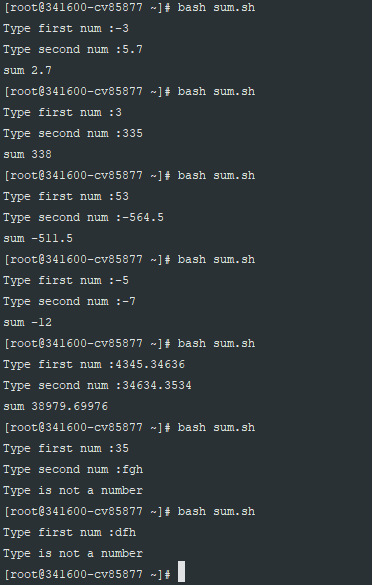 [root@341600-cv85877 ~]# bash sum.sh
Type first num :-3
Type second num :5.7
sum 2.7
[root@341600-cv85877 ~]# bash sum.sh
Type first num :3
Type second num :335
sum 338
[root@341600-cv85877 ~]# bash sum.sh
Type first num :53
Type second num :-564.5
sum -511.5
[root@341600-cv85877 ~]# bash sum.sh
Type first num :-5
Type second num :-7
sum -12
[root@341600-cv85877 ~]# bash sum.sh
Type first num :4345.34636
Type second num :34634.3534
sum 38979.69976
[root@341600-cv85877 ~]# bash sum.sh
Type first num :35
Type second num :fgh
Type is not a number
[root@341600-cv85877 ~]# bash sum.sh
Type first num :dfh
Type is not a number
[root@341600-cv85877 ~]#